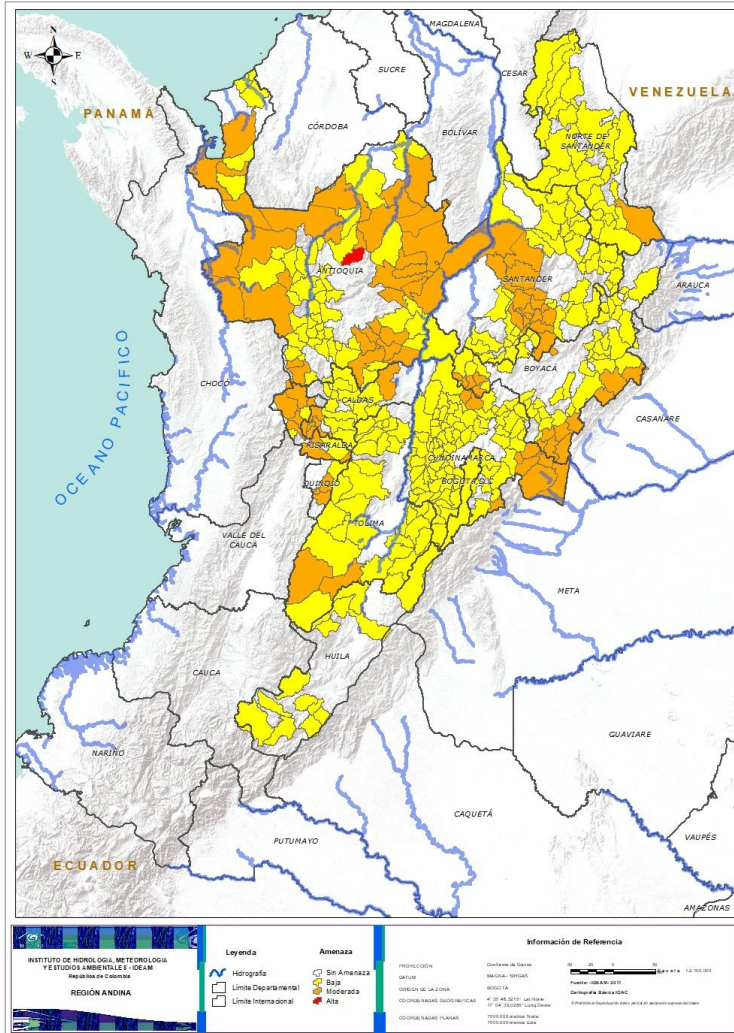 N
W E
S
MAGDALENA
SUCRE
CESAR
VENEZUELA
PANAMÁ
CÓRDOBA
BOLÍVAR
NORTE DE
SANTANDER
ANTIOQUIA
SANTANDER
ARAUCA
OCEANO PACIFICO
CHOCÓ
BOYACÁ
CALDAS
CASANARE
RISARALDA
CUNDINAMARCA
BOGOTÁ D.C
QUINDIO
TOLIMA
VALLE DEL
CAUCA
META
HUILA
CAUCA
GUAVIARE
NARIÑO
CAQUETÁ
PUTUMAYO
VAUPÉS
ECUADOR
AMAZONAS
INSTITUTO DE HIDROLOGIA, METEOROLOGIA
Y ESTUDIOS AMBIENTALES - IDEAM
República de Colombia
REGIÓN ANDINA
Leyenda
Hidrografía
Límite Departamental
Límite Internacional
Amenaza
Sin Amenaza
Baja
Moderada
Alta
Información de Referencia
PROYECCIÓN Conforme de Gauss
DATUM MAGNA - SIRGAS
ORIGEN DE LA ZONA BOGOTÁ
COORDENADAS GEOGRÁFICAS
COORDENADAS PLANAS
Fuente: IDEAM- 2011
Cartografía Básica IGAC